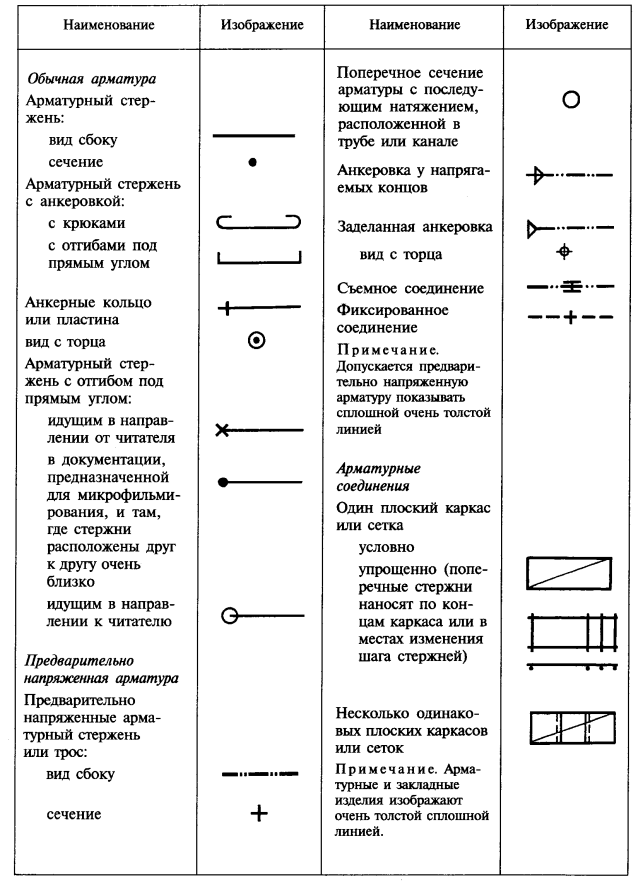 Наименование
Изображение
Обычная арматура
Арматурный стер-
жень:
вид сбоку
сечение
Арматурный стержень
с анкеровкой:
с крюками
с отгибами под
прямым углом
Анкерные кольцо
или пластина
вид с торца
Арматурный стер-
жень с отгибом под
прямым углом:
идущим в направ-
лении от читателя
в документации,
предназначенной
для микрофильми-
рования, и там,
где стержни
расположены друг
к другу очень
близко
идущим в направ-
лении к читателю
Предварительно
напряженная арматура
Предварительно
напряженные арма-
турный стержень
или трос:
вид сбоку
сечение
Наименование
Изображение
Поперечное сечение
арматуры с последу-
ющим натяжением,
расположенной в
трубе или канале
Анкеровка у напряга-
емых концов
Заделанная анкеровка
вид с торца
Съемное соединение
Фиксированное
соединение
Примечание.
Допускается предвари-
тельно напряженную
арматуру показывать
сплошной очень толстой
линией
Арматурные
соединения
Один плоский каркас
или сетка
условно
упрощенно (попе-
речные стержни
наносят по кон-
цам каркаса или в
местах изменения
шага стержней)
Несколько одинако-
вых плоских каркасов
или сеток
Примечание. Арма-
турные и закладные
изделия изображают
очень толстой сплошной
линией.